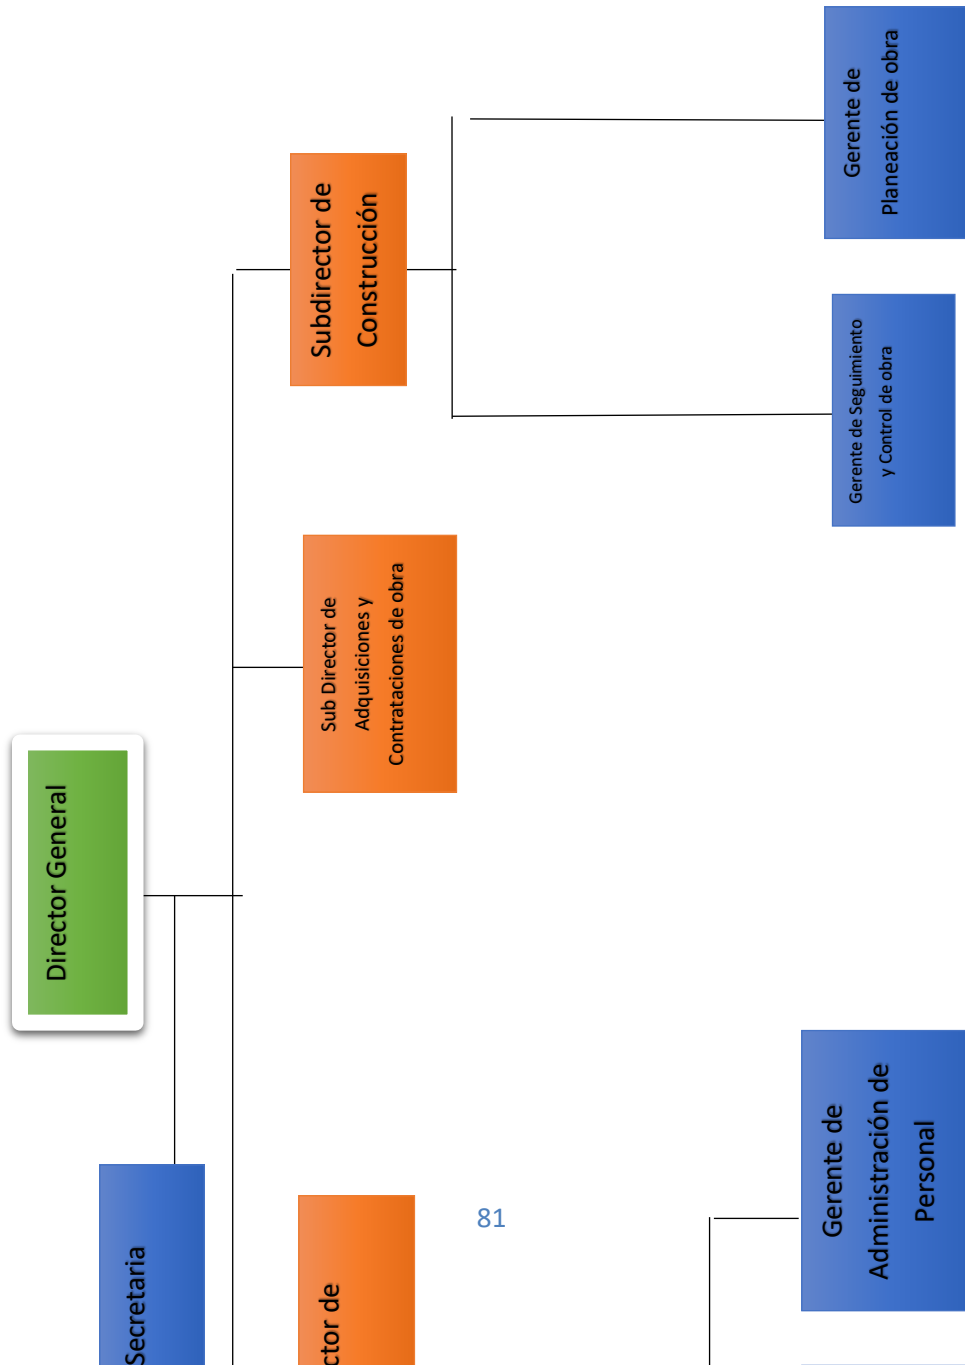 Director General
Secretaria
ctor de
Sub Director de
Adquisiciones y
Contrataciones de obra
Subdirector de
Construcción
Gerente de
Administración de
Personal
Gerente de Seguimiento
y Control de obra
Gerente de
Planeación de obra
81